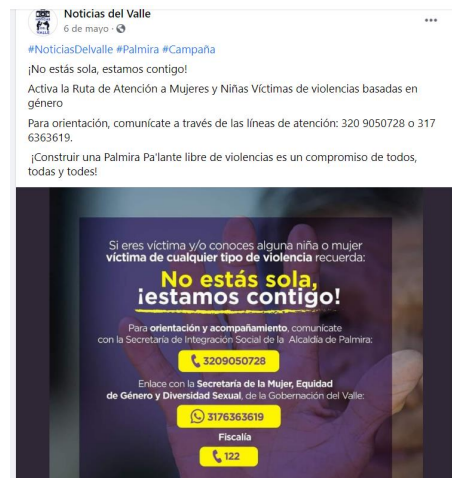 Noticias del Valle
6 de mayo ·
#NoticiasDelvalle #Palmira #Campaña
¡No estás sola, estamos contigo!
Activa la Ruta de Atención a Mujeres y Niñas Víctimas de violencias basadas en
género
Para orientación, comunícate a través de las líneas de atención: 320 9050728 o 317
6363619.
¡Construir una Palmira Pa'lante libre de violencias es un compromiso de todos,
todas y todes!
Si eres víctima y/o conoces alguna niña o mujer
víctima de cualquier tipo de violencia recuerda:
No estás sola,
¡estamos contigo!
Para orientación y acompañamiento, comunícate
con la Secretaría de Integración Social de la Alcaldía de Palmira:
3209050728
Enlace con la Secretaría de la Mujer, Equidad
de Género y Diversidad Sexual, de la Gobernación del Valle:
3176363619
Fiscalía
122